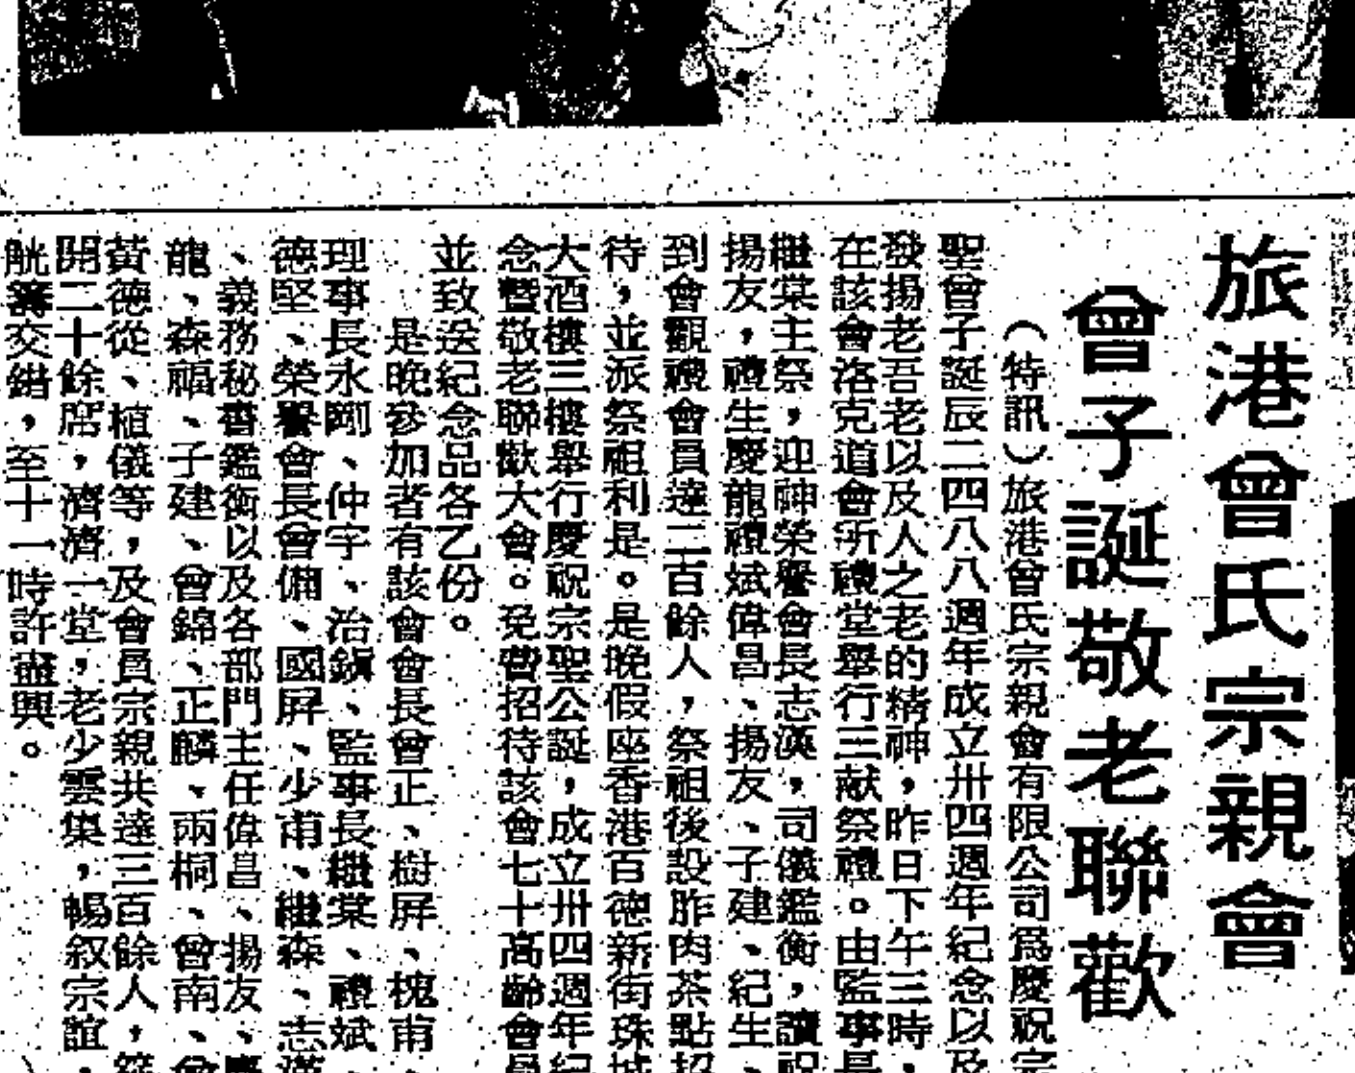 旅港曾氏宗親會
曾子誕敬老聯歡
（特訊）旅港曾氏宗親會有限公司爲慶祝宗
聖曾子誕辰二四八八週年成立卅四週年紀念以及
發揚老吾老以及人之老的精神，昨日下午三時，
在該會洛克道會所禮堂舉行三献祭禮。由監事長
繼棠主祭，迎神榮譽會長志漢，司儀鑑衡，讀祝
揚友，禮生慶龍禮斌偉昌、揚友、子建、紀生、
到會觀禮會員達二百餘人，祭祖後設胙肉茶點招
待，並派祭祖利是。是晚假座香港百德新街珠城
大酒樓三樓舉行慶祝宗聖公誕，成立卅四週年紀
念暨敬老聯歡大會。免費招待該會七十高齡會員
並致送紀念品各乙份。
是晚參加者有該會會長曾正、樹屏、槐甫、
理事長永剛、仲宇、治鎭、監事長繼棠、禮斌、
德堅、榮譽會長曾傭、國屏、少甫、繼森、志漢
、義務秘書鑑衡以及各部門主任偉昌、揚友、慶
龍、森福、子建、曾錦、正麟、兩桐、曾南、
黃德從、植儀等，及會員宗親共達三百餘人，筵
開二十餘席，濟濟一堂，老少雲集，暢叙宗誼，
觥籌交錯，至十一時許盡興。